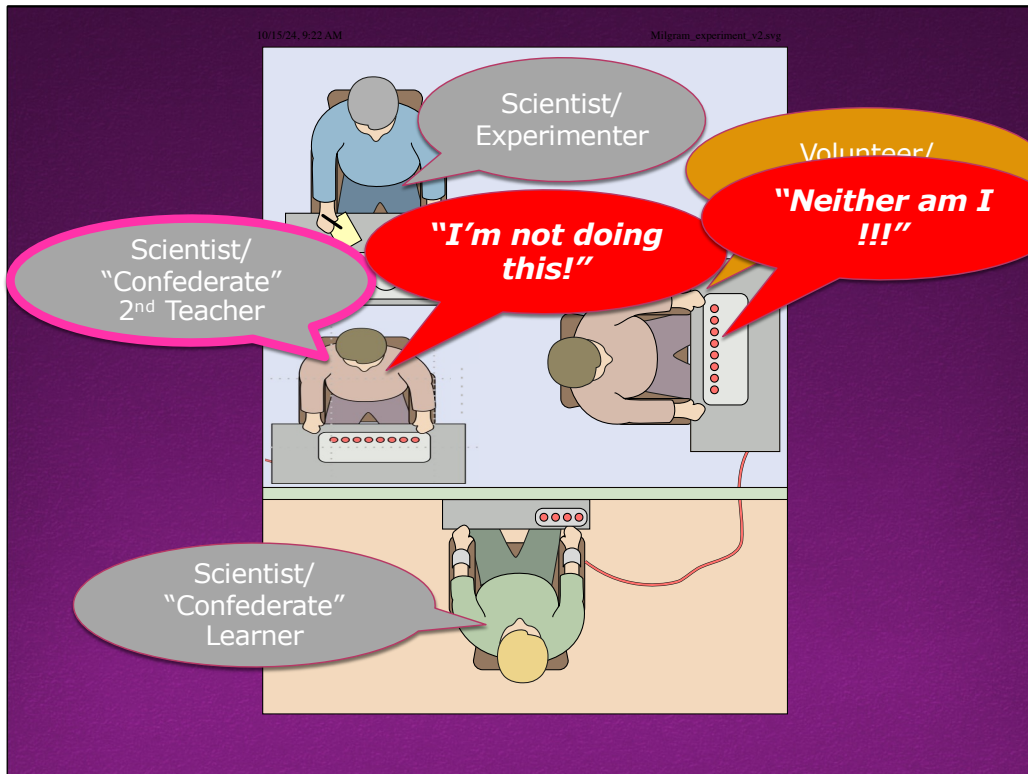 10/15/24, 9:22 AM
Milgram_experiment_v2.svg
Scientist/
Experimenter
Volunteer/
“Neither am I
!!!”
“I’m not doing
this!”
Scientist/
“Confederate”
2nd Teacher
Scientist/
“Confederate”
Learner